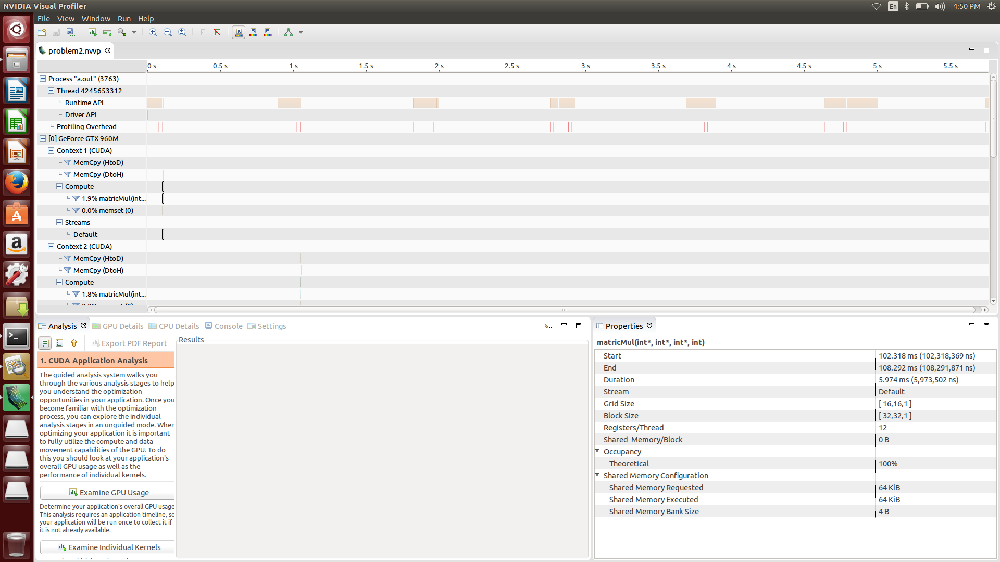 NVIDIA Visual Profiler
En
4:50 PM
File View Window Run Help
F
K
S
P
problem2.nvvp
0 s 0.5 s 1 s 1.5 s 2 s 2.5 s 3 s 3.5 s 4 s 4.5 s 5 s 5.5 s
Process "a.out" (3763)
Thread 4245653312
Runtime API
Driver API
Profiling Overhead
[0] GeForce GTX 960M
Context 1 (CUDA)
MemCpy (HtoD)
MemCpy (DtoH)
Compute
1.9% matricMul(int...
0.0% memset (0)
Streams
Default
Context 2 (CUDA)
MemCpy (HtoD)
MemCpy (DtoH)
Compute
1.8% matricMul(int...
Analysis GPU Details CPU Details Console Settings
Export PDF Report
Results
1. CUDA Application Analysis
The guided analysis system walks you
through the various analysis stages to help
you understand the optimization
opportunities in your application. Once you
become familiar with the optimization
process, you can explore the individual
analysis stages in an unguided mode. When
optimizing your application it is important
to fully utilize the compute and data
movement capabilities of the GPU. To do
this you should look at your application's
overall GPU usage as well as the
performance of individual kernels.
Examine GPU Usage
Determine your application's overall GPU usage
This analysis requires an application timeline, so
your application will be run once to collect it if
it is not already available.
Examine Individual Kernels
Properties
matricMul(int*, int*, int*, int)
Start 102.318 ms (102,318,369 ns)
End 108.292 ms (108,291,871 ns)
Duration 5.974 ms (5,973,502 ns)
Stream Default
Grid Size [ 16,16,1 ]
Block Size [ 32,32,1 ]
Registers/Thread 12
Shared Memory/Block 0 B
Occupancy
Theoretical 100%
Shared Memory Configuration
Shared Memory Requested 64 KiB
Shared Memory Executed 64 KiB
Shared Memory Bank Size 4 B